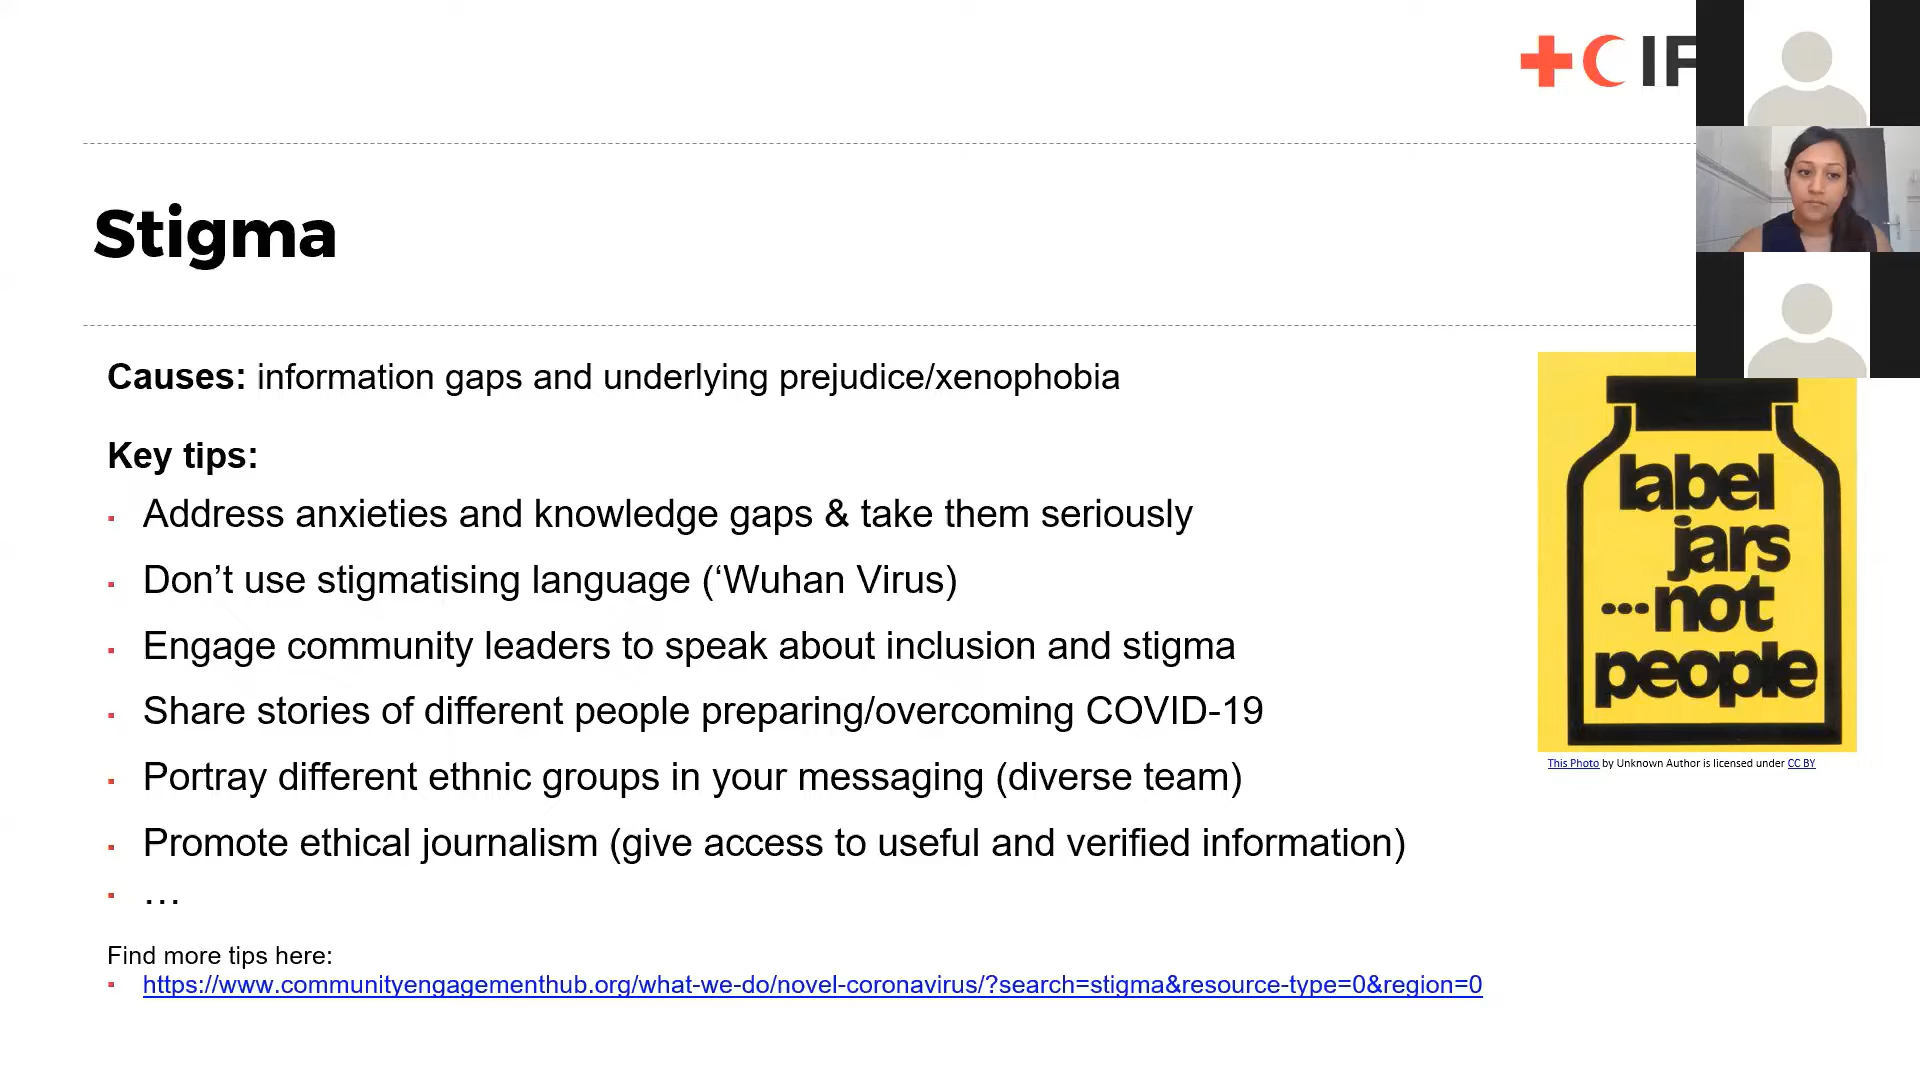 IF
Stigma
Causes: information gaps and underlying prejudice/xenophobia
Key tips:
Address anxieties and knowledge gaps & take them seriously
Don’t use stigmatising language (‘Wuhan Virus)
Engage community leaders to speak about inclusion and stigma
Share stories of different people preparing/overcoming COVID-19
Portray different ethnic groups in your messaging (diverse team)
Promote ethical journalism (give access to useful and verified information)
…
Find more tips here:
https://www.communityengagementhub.org/what-we-do/novel-coronavirus/?search=stigma&resource-type=0&region=0
label
jars
...not
people
This Photo by Unknown Author is licensed under CC BY